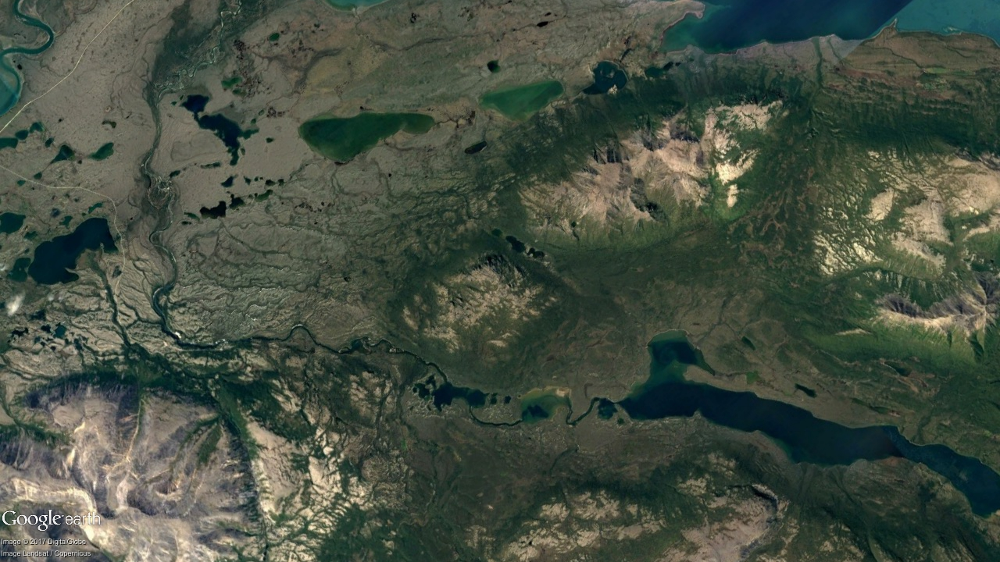 Google earth
Image © 2017 DigitalGlobe
Image Landsat / Copernicus